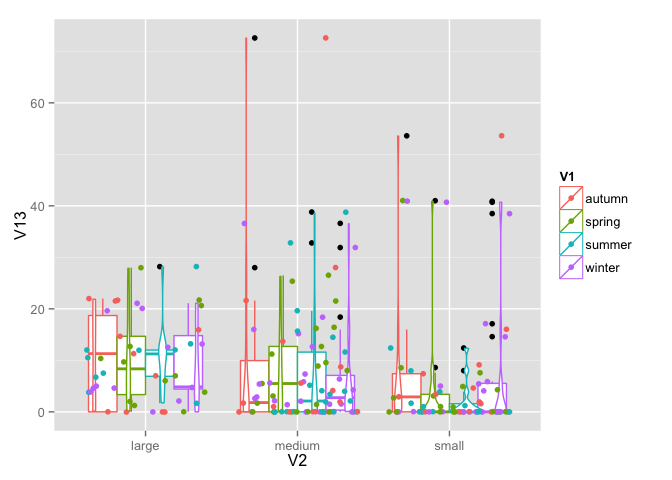 60
40
20
0
V13
large medium small
V2
V1
autumn
spring
summer
winter